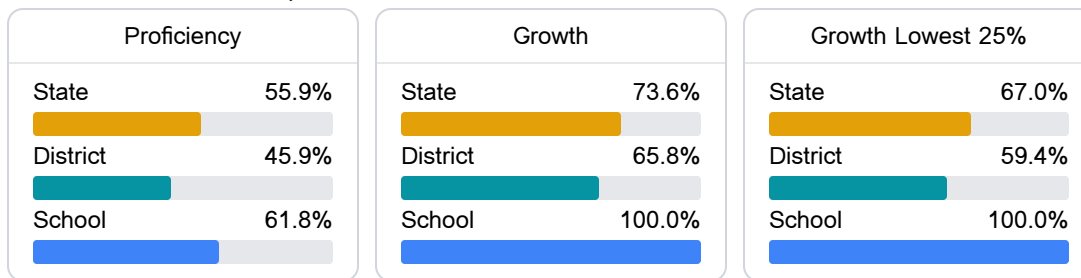 Proficiency
State 55.9%
District 45.9%
School 61.8%
Growth
State 73.6%
District 65.8%
School 100.0%
Growth Lowest 25%
State 67.0%
District 59.4%
School 100.0%